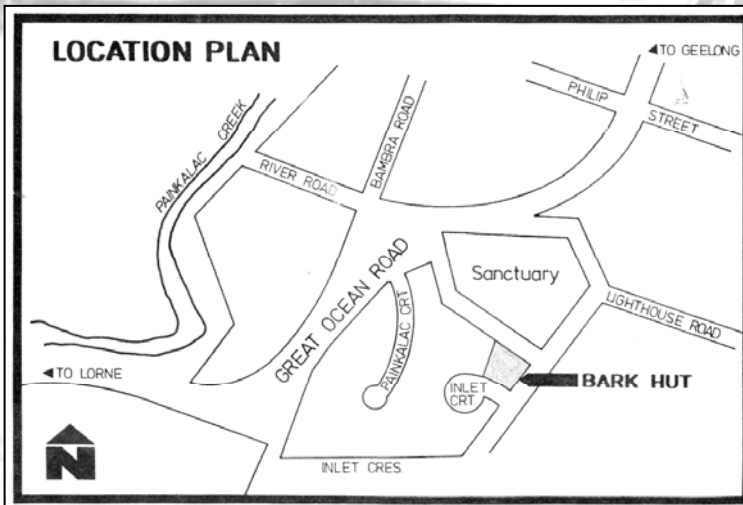 LOCATION PLAN
◄TO GEELONG
PHILIP
STREET
PAINKALAC CREEK
BAMBRA ROAD
RIVER ROAD
GREAT OCEAN ROAD
Sanctuary
LIGHTHOUSE ROAD
PAINKALAC CRT
◄TO LORNE
INLET
CRT.
BARK HUT
N
INLET CRES.